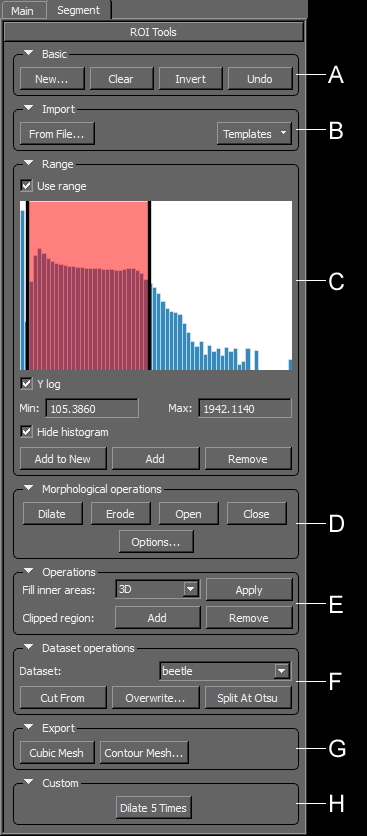 Main Segment
ROI Tools
Basic
New... Clear Invert Undo
A
Import
From File... Templates
B
Range
Use range
C
Y log
Min: 105.3860 Max: 1942.1140
Hide histogram
Add to New Add Remove
Morphological operations
Dilate Erode Open Close
D
Options...
Operations
Fill inner areas: 3D Apply
E
Clipped region: Add Remove
Dataset operations
Dataset: beetle
F
Cut From Overwrite... Split At Otsu
Export
Cubic Mesh Contour Mesh...
G
Custom
Dilate 5 Times
H